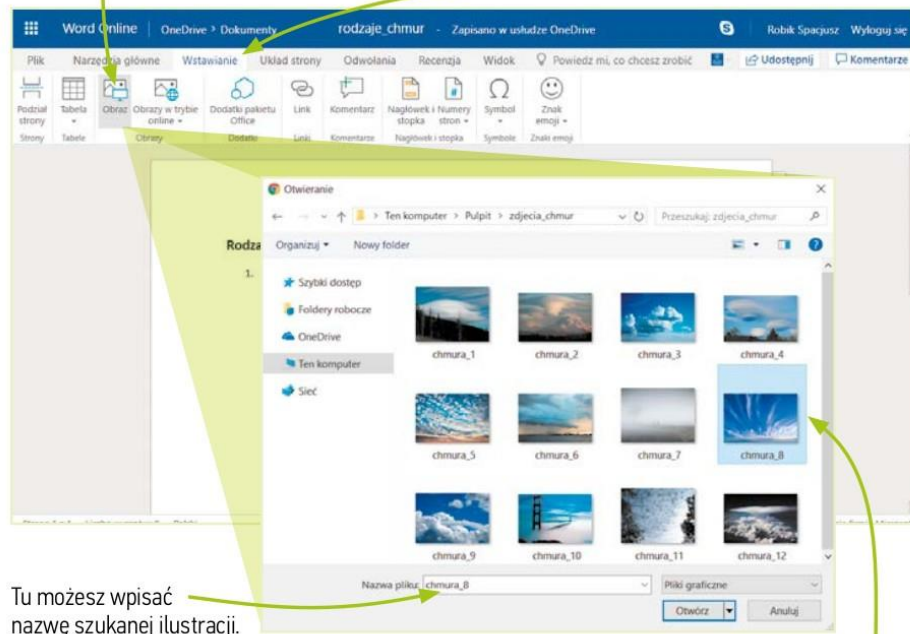 Word Online OneDrive > Dokumenty rodzaje_chmur - Zapisano w usłudze OneDrive Robik Spacjusz Wyloguj się
Plik Narzędzia główne Wstawianie Układ strony Odwołania Recenzja Widok Powiedz mi, co chcesz zrobić Udostępnij Komentarze
Podział strony Tabela Obraz Obrazy w trybie online Dodatki pakietu Office Link Komentarz Nagłówek i stopka Numery stron Symbol Znak emoji
Strony Tabele Obrazy Dodatki Linki Komentarze Nagłówek i stopka Symbole Znaki emoji
Otwieranie
Ten komputer > Pulpit > zdjecia_chmur Przeszukaj: zdjecia_chmur
Organizuj Nowy folder
Rodza
1.
Szybki dostęp
Foldery robocze
OneDrive
Ten komputer
Sieć
chmura_1 chmura_2 chmura_3 chmura_4
chmura_5 chmura_6 chmura_7 chmura_8
chmura_9 chmura_10 chmura_11 chmura_12
Nazwa pliku: chmura_8 Pliki graficzne
Otwórz Anuluj
Tu możesz wpisać
nazwę szukanej ilustracji.